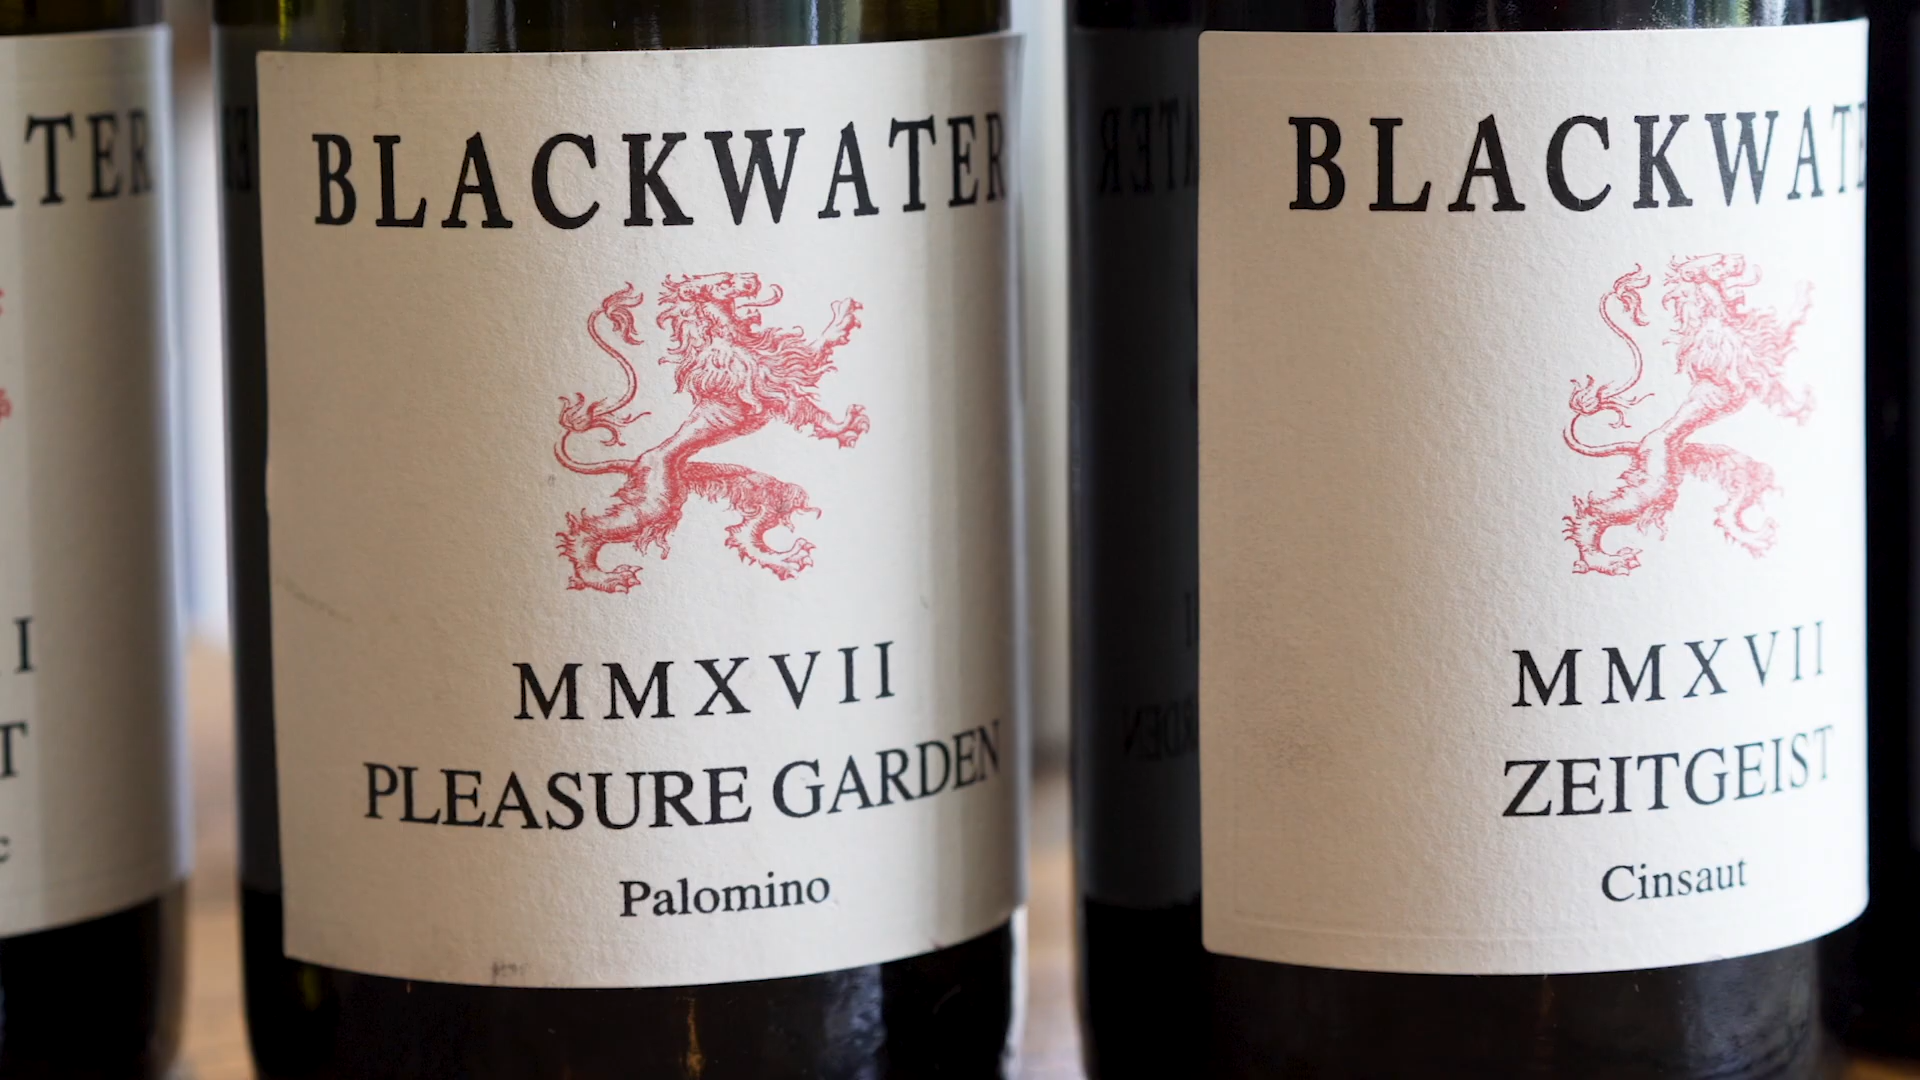 BLACKWATER
MMXVII
PLEASURE GARDEN
Palomino
BLACKWATE
MMXVII
ZEITGEIST
Cinsaut